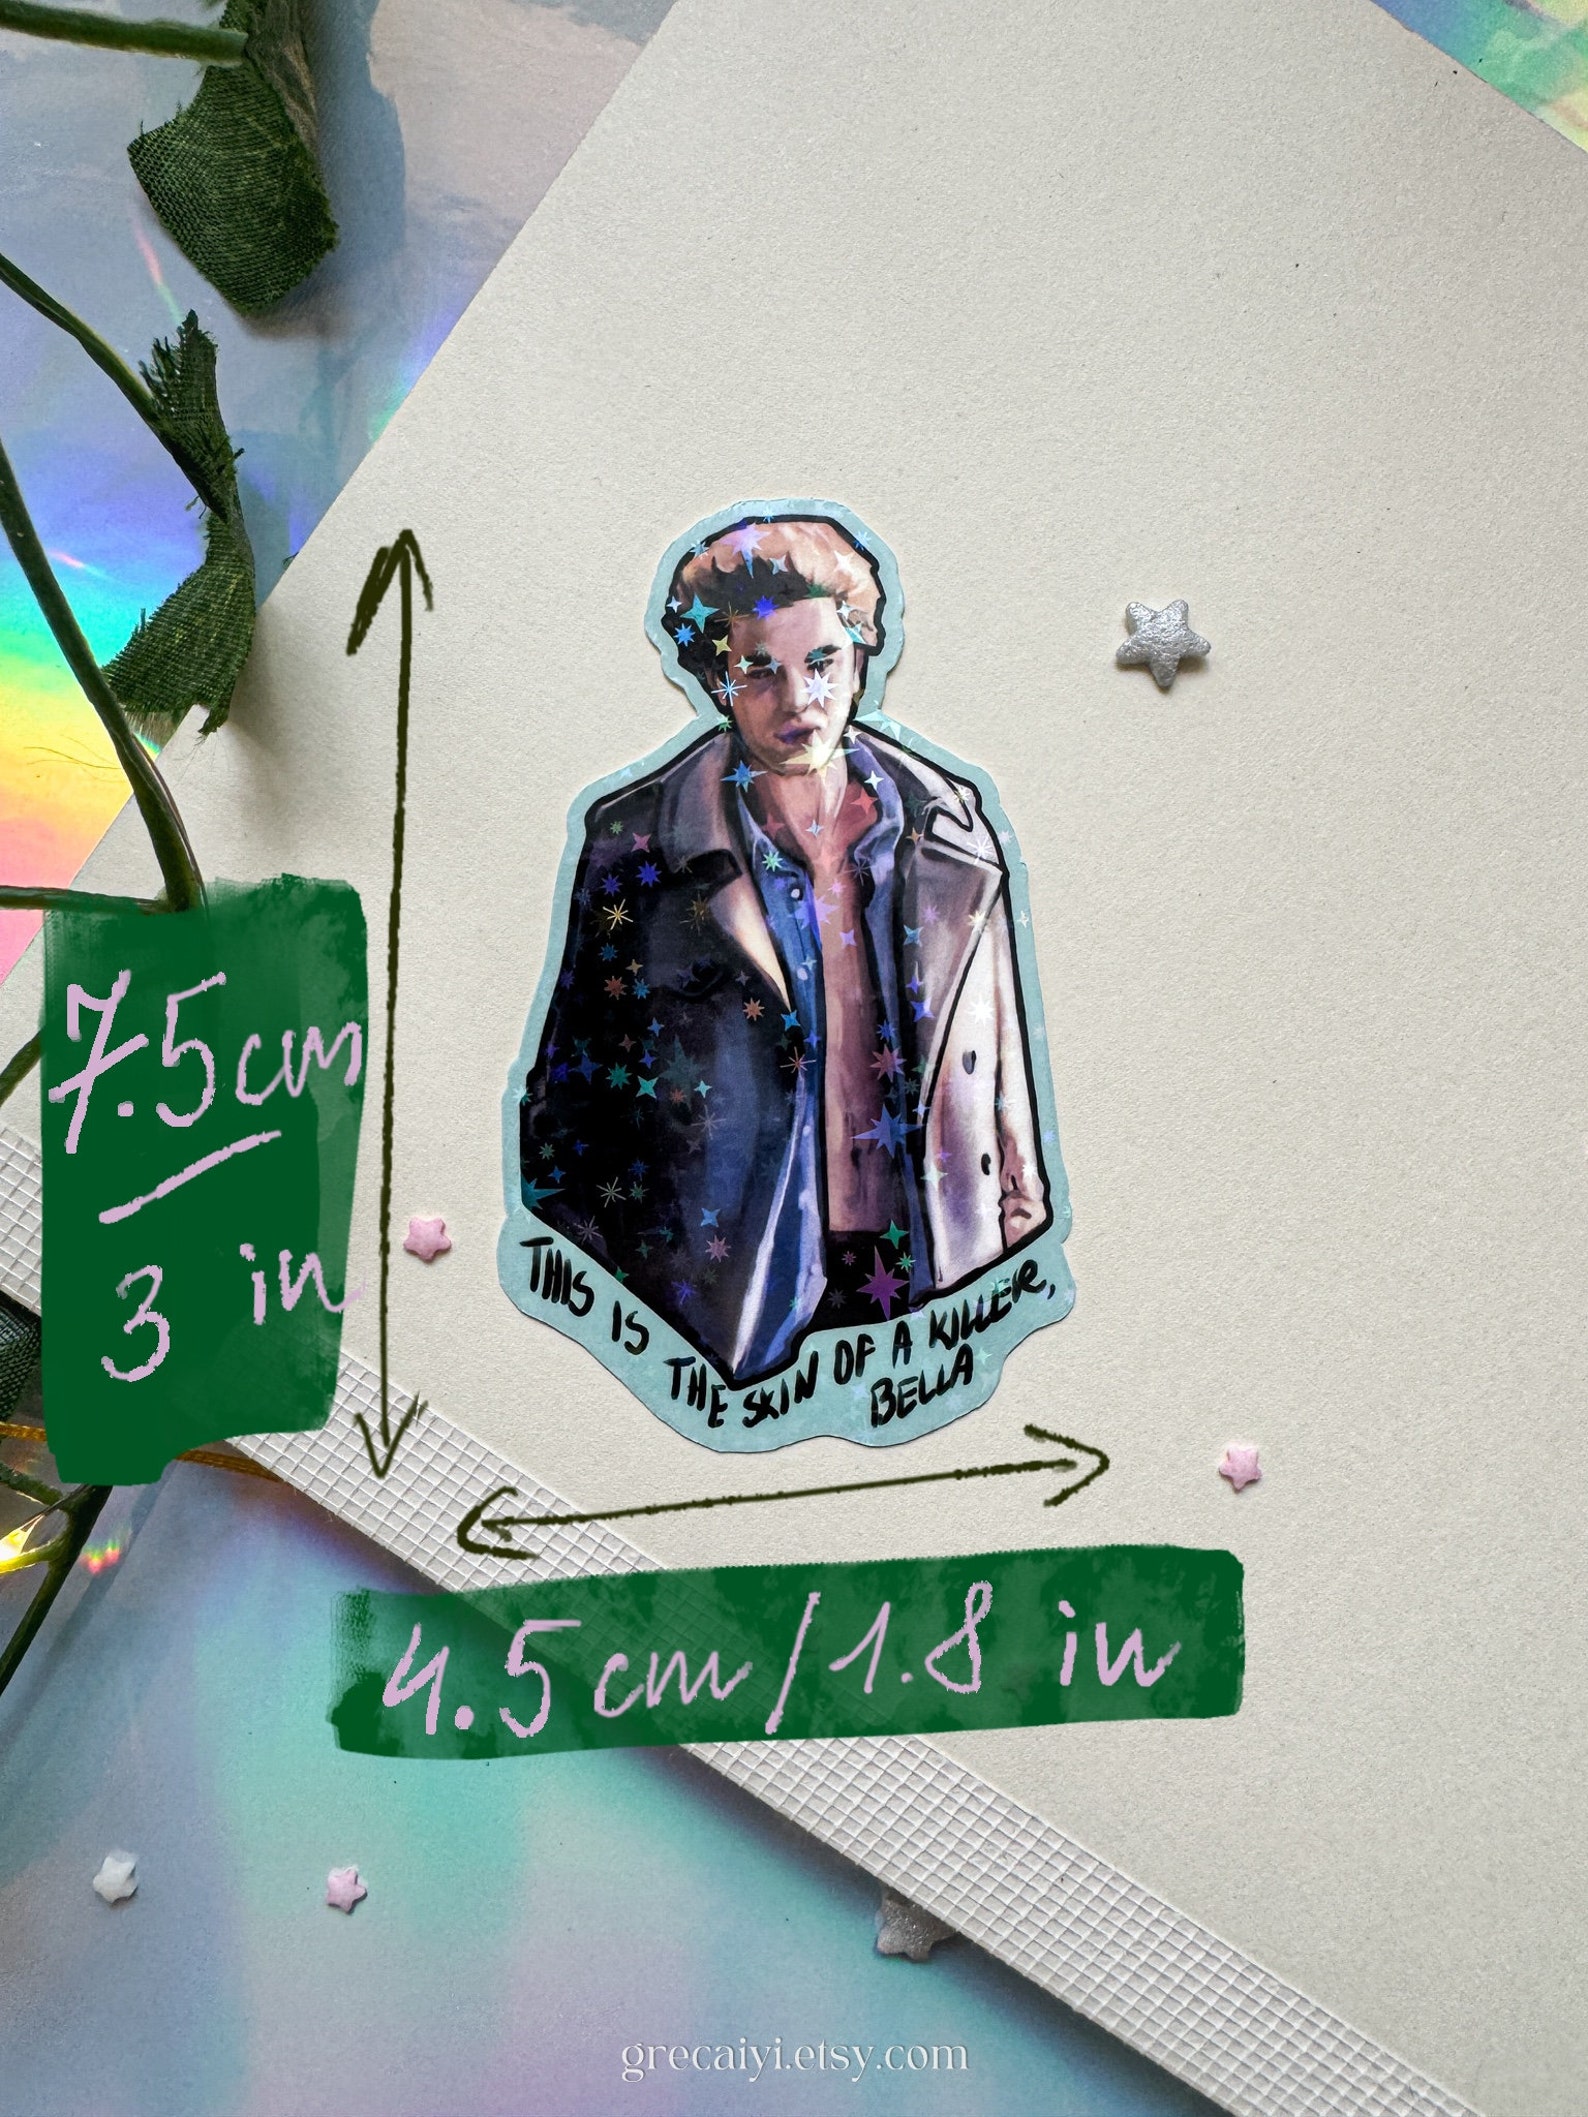 7.5cm
3 in
THIS IS THE SKIN OF A KILLER,
BELLA
4.5cm/1.8 in
grecaiyi.etsy.com